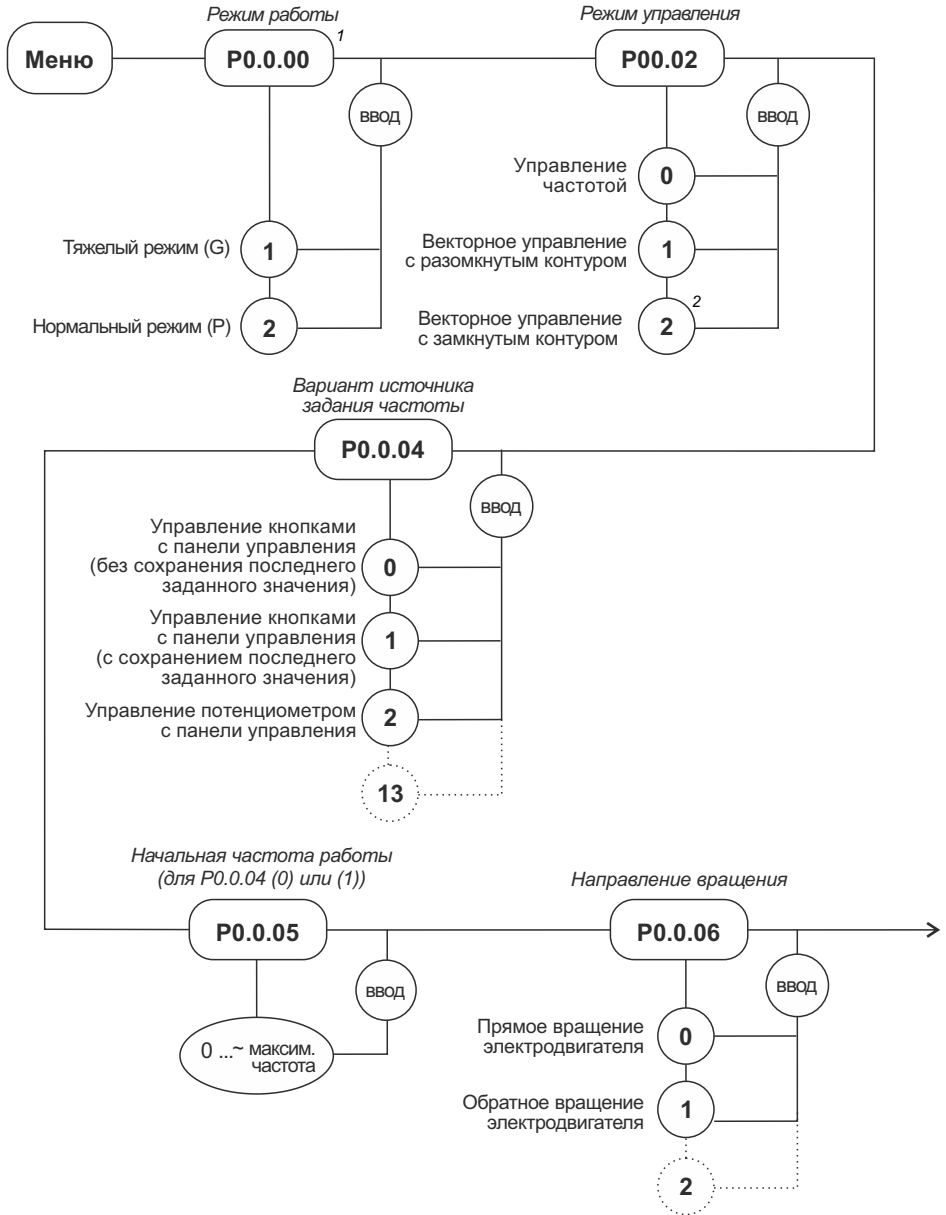 Режим работы
Режим управления
Меню
P0.0.00
1
P00.02
ввод
ввод
Управление
частотой
0
Тяжелый режим (G)
1
Векторное управление
с разомкнутым контуром
1
Нормальный режим (P)
2
Векторное управление
с замкнутым контуром
2
2
Вариант источника
задания частоты
P0.0.04
ввод
Управление кнопками
с панели управления
(без сохранения последнего
заданного значения)
0
Управление кнопками
с панели управления
(с сохранением последнего
заданного значения)
1
Управление потенциометром
с панели управления
2
13
Начальная частота работы
(для P0.0.04 (0) или (1))
Направление вращения
P0.0.05
P0.0.06
ввод
ввод
0 ...~ максим.
частота
Прямое вращение
электродвигателя
0
Обратное вращение
электродвигателя
1
2